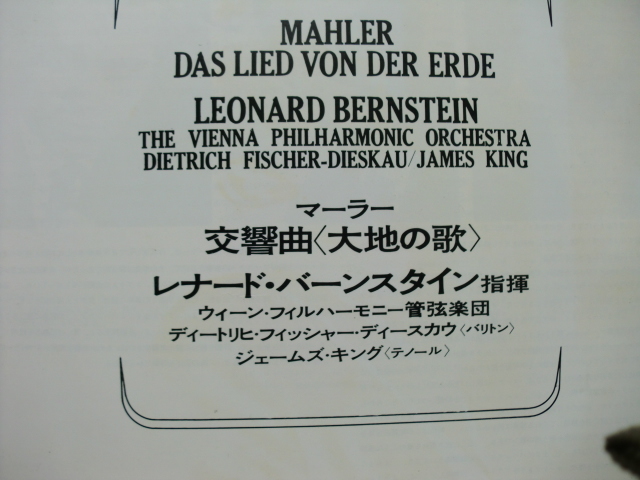 MAHLER
DAS LIED VON DER ERDE
LEONARD BERNSTEIN
THE VIENNA PHILHARMONIC ORCHESTRA
DIETRICH FISCHER-DIESKAU/JAMES KING
マーラー
交響曲〈大地の歌〉
レナード・バーンスタイン指揮
ウィーン・フィルハーモニー管弦楽団
ディートリヒ・フィッシャー・ディースカウ〈バリトン〉
ジェームズ・キング〈テノール〉